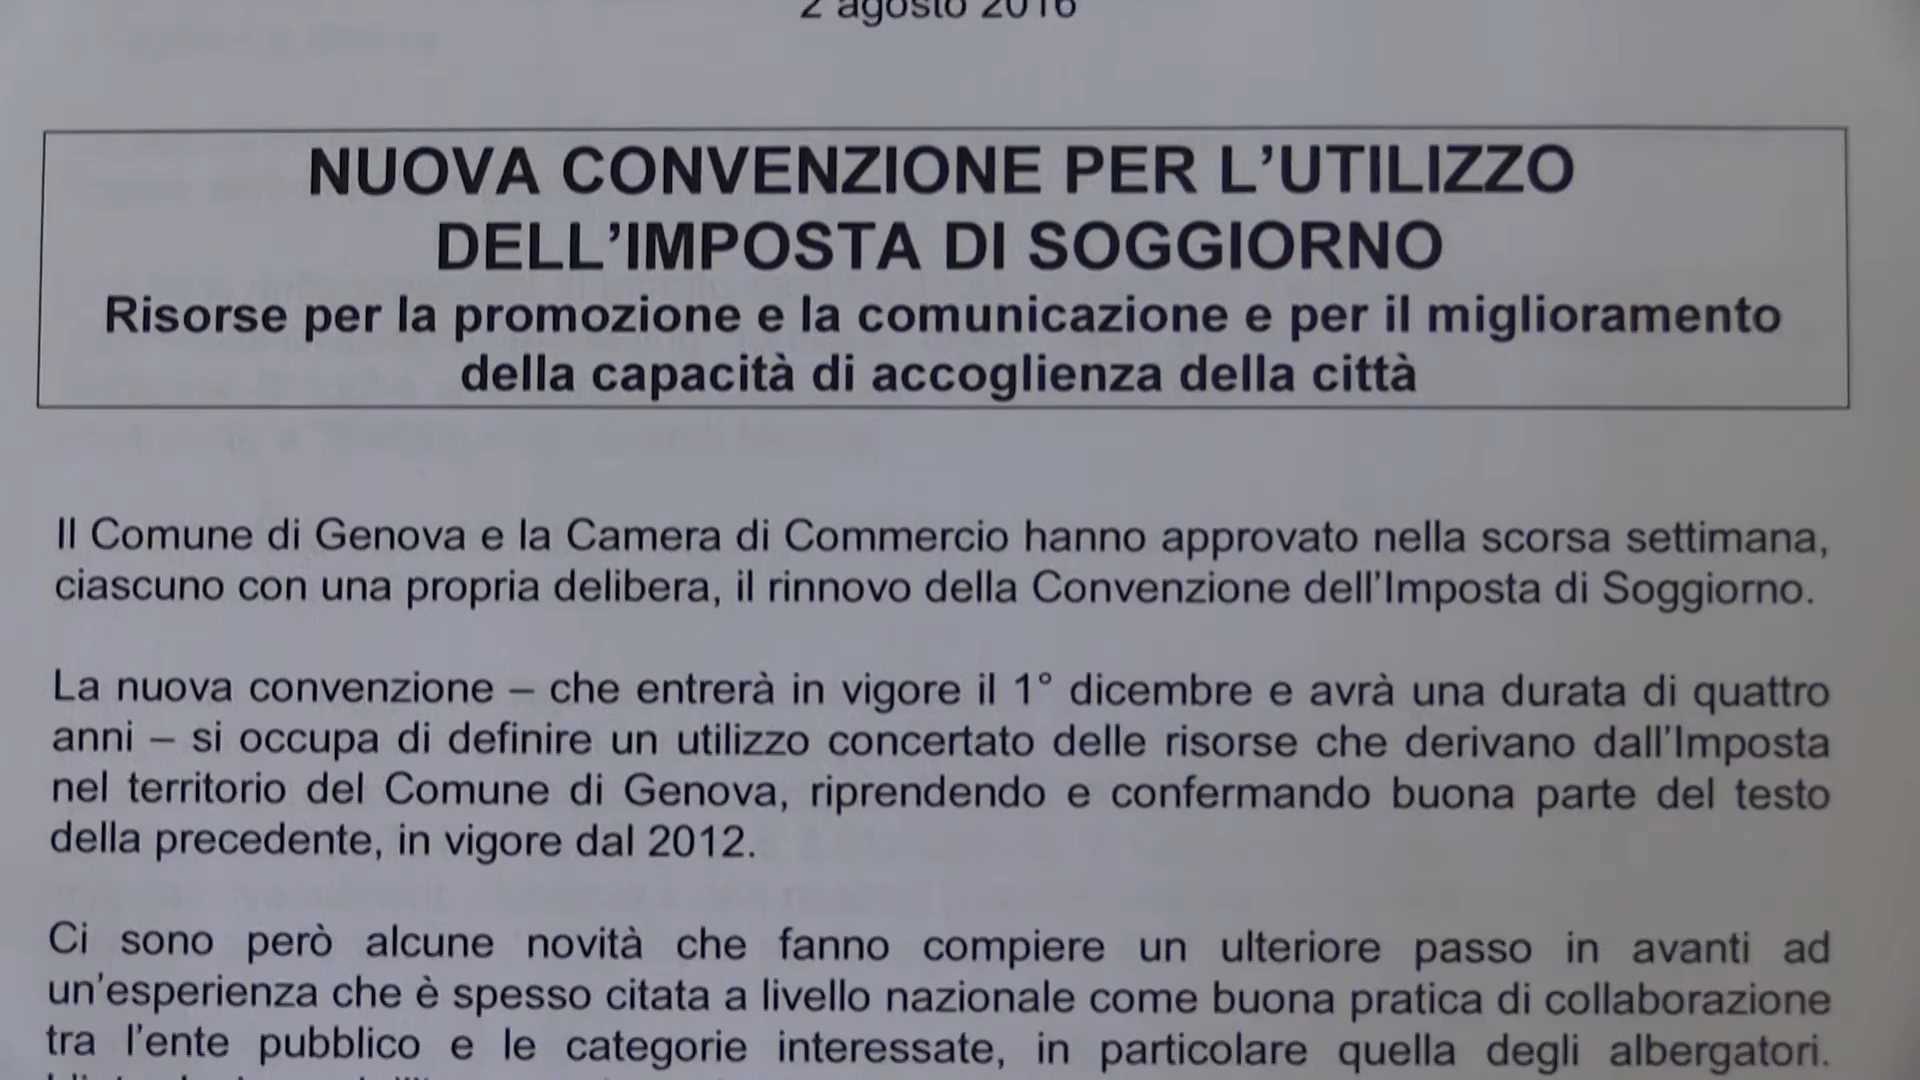 2 agosto 2016
NUOVA CONVENZIONE PER L’UTILIZZO
DELL’IMPOSTA DI SOGGIORNO
Risorse per la promozione e la comunicazione e per il miglioramento
della capacità di accoglienza della città
Il Comune di Genova e la Camera di Commercio hanno approvato nella scorsa settimana,
ciascuno con una propria delibera, il rinnovo della Convenzione dell'Imposta di Soggiorno.
La nuova convenzione – che entrerà in vigore il 1° dicembre e avrà una durata di quattro
anni – si occupa di definire un utilizzo concertato delle risorse che derivano dall'Imposta
nel territorio del Comune di Genova, riprendendo e confermando buona parte del testo
della precedente, in vigore dal 2012.
Ci sono però alcune novità che fanno compiere un ulteriore passo in avanti ad
un’esperienza che è spesso citata a livello nazionale come buona pratica di collaborazione
tra l’ente pubblico e le categorie interessate, in particolare quella degli albergatori.